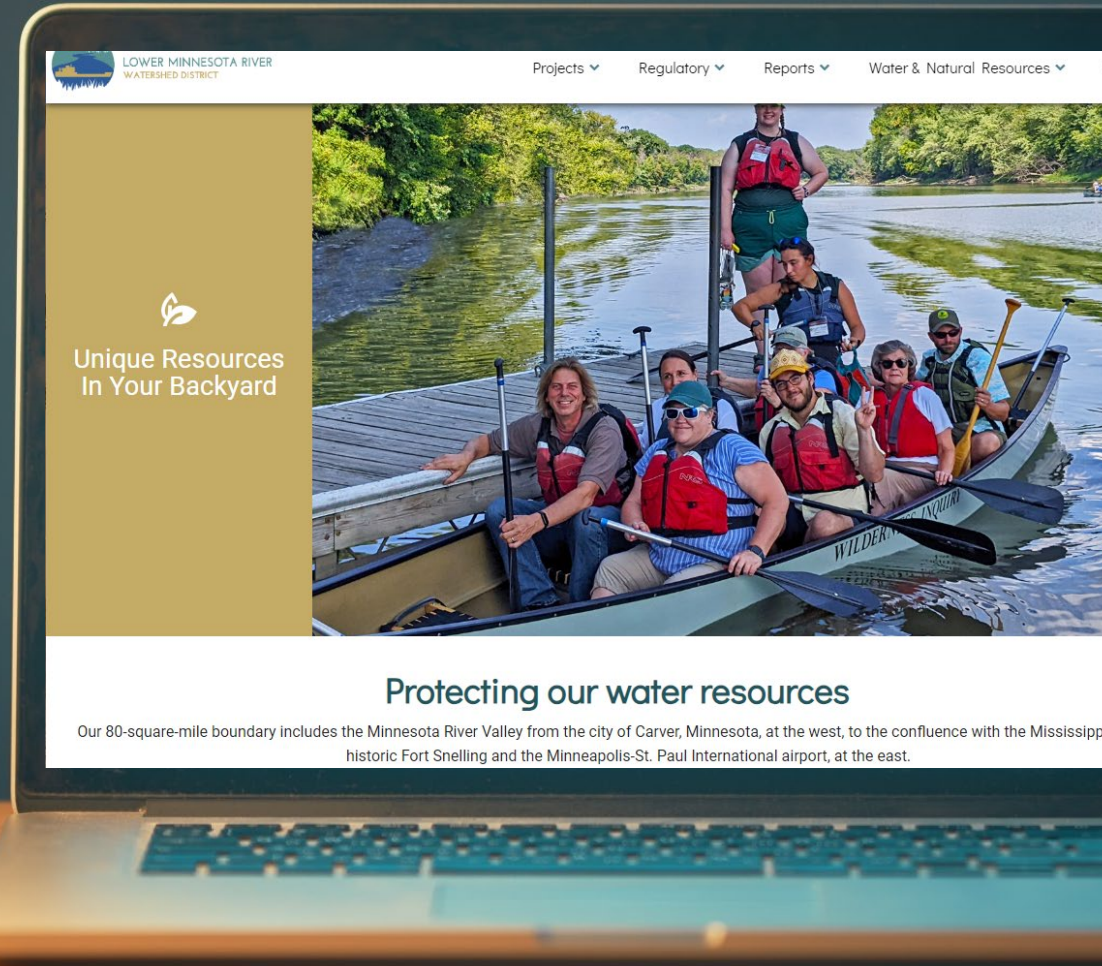 LOWER MINNESOTA RIVER
WATERSHED DISTRICT
Projects
Regulatory
Reports
Water & Natural Resources
Unique Resources
In Your Backyard
WILDERNESS INQUIRY
Protecting our water resources
Our 80-square-mile boundary includes the Minnesota River Valley from the city of Carver, Minnesota, at the west, to the confluence with the Mississipp
historic Fort Snelling and the Minneapolis-St. Paul International airport, at the east.